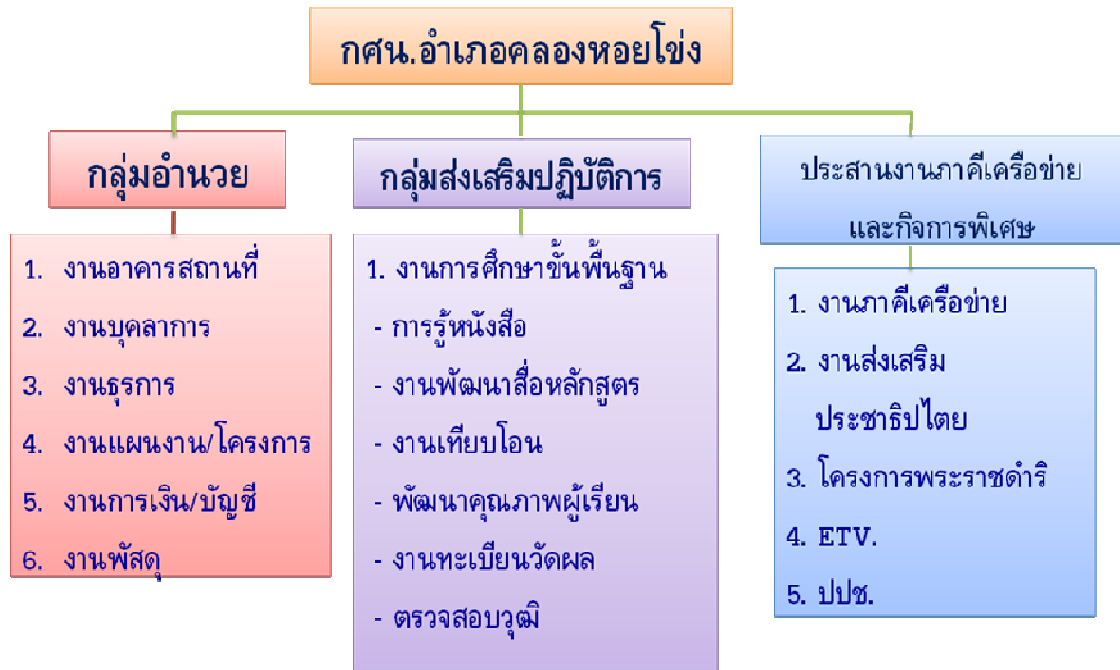 กศน.อำเภอคลองหอยโข่ง
กลุ่มอำนวย
1. งานอาคารสถานที่
2. งานบุคลาการ
3. งานธุรการ
4. งานแผนงาน/โครงการ
5. งานการเงิน/บัญชี
6. งานพัสดุ
กลุ่มส่งเสริมปฏิบัติการ
1. งานการศึกษาขั้นพื้นฐาน
- การรู้หนังสือ
- งานพัฒนาสื่อหลักสูตร
- งานเทียบโอน
- พัฒนาคุณภาพผู้เรียน
- งานทะเบียนวัดผล
- ตรวจสอบวุฒิ
ประสานงานภาคีเครือข่าย
และกิจการพิเศษ
1. งานภาคีเครือข่าย
2. งานส่งเสริม
ประชาธิปไตย
3. โครงการพระราชดำริ
4. ETV.
5. ปปช.